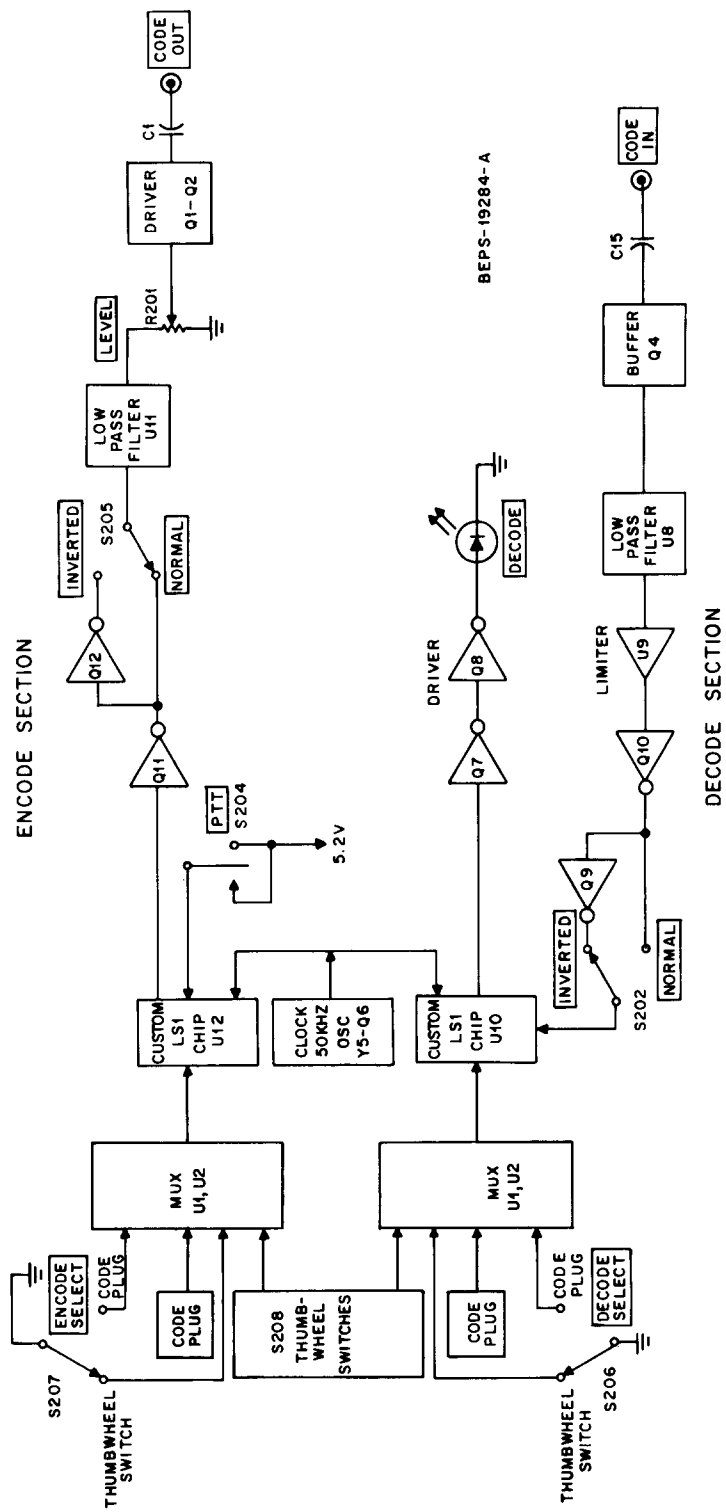 ENCODE SECTION
S207
ENCODE
SELECT
CODE
PLUG
THUMBWHEEL
SWITCH
CODE
PLUG
MUX
U1, U2
S208
THUMB-
WHEEL
SWITCHES
CUSTOM
LS1
CHIP
U12
PTT
S204
5.2V
CLOCK
50KHZ
OSC
Y5-Q6
Q11
Q12
INVERTED
S205
NORMAL
LOW
PASS
FILTER
U11
LEVEL
R201
DRIVER
Q1-Q2
C1
CODE
OUT
MUX
U1, U2
CODE
PLUG
CODE
PLUG
DECODE
SELECT
S206
THUMBWHEEL
SWITCH
CUSTOM
LS1
CHIP
U10
Q7
DRIVER
Q8
DECODE
INVERTED
S202
NORMAL
Q9
Q10
LIMITER
U9
LOW
PASS
FILTER
U8
BUFFER
Q4
C15
CODE
IN
BEPS-19284-A
DECODE SECTION